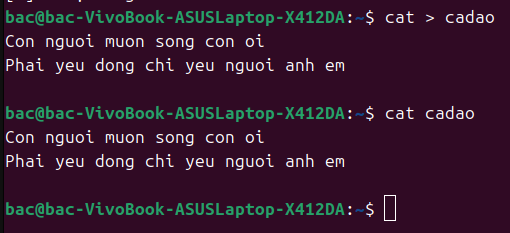 bac@bac-VivoBook-ASUSLaptop-X412DA:~$ cat > cadao
Con nguoi muon song con oi
Phai yeu dong chi yeu nguoi anh em
bac@bac-VivoBook-ASUSLaptop-X412DA:~$ cat cadao
Con nguoi muon song con oi
Phai yeu dong chi yeu nguoi anh em
bac@bac-VivoBook-ASUSLaptop-X412DA:~$